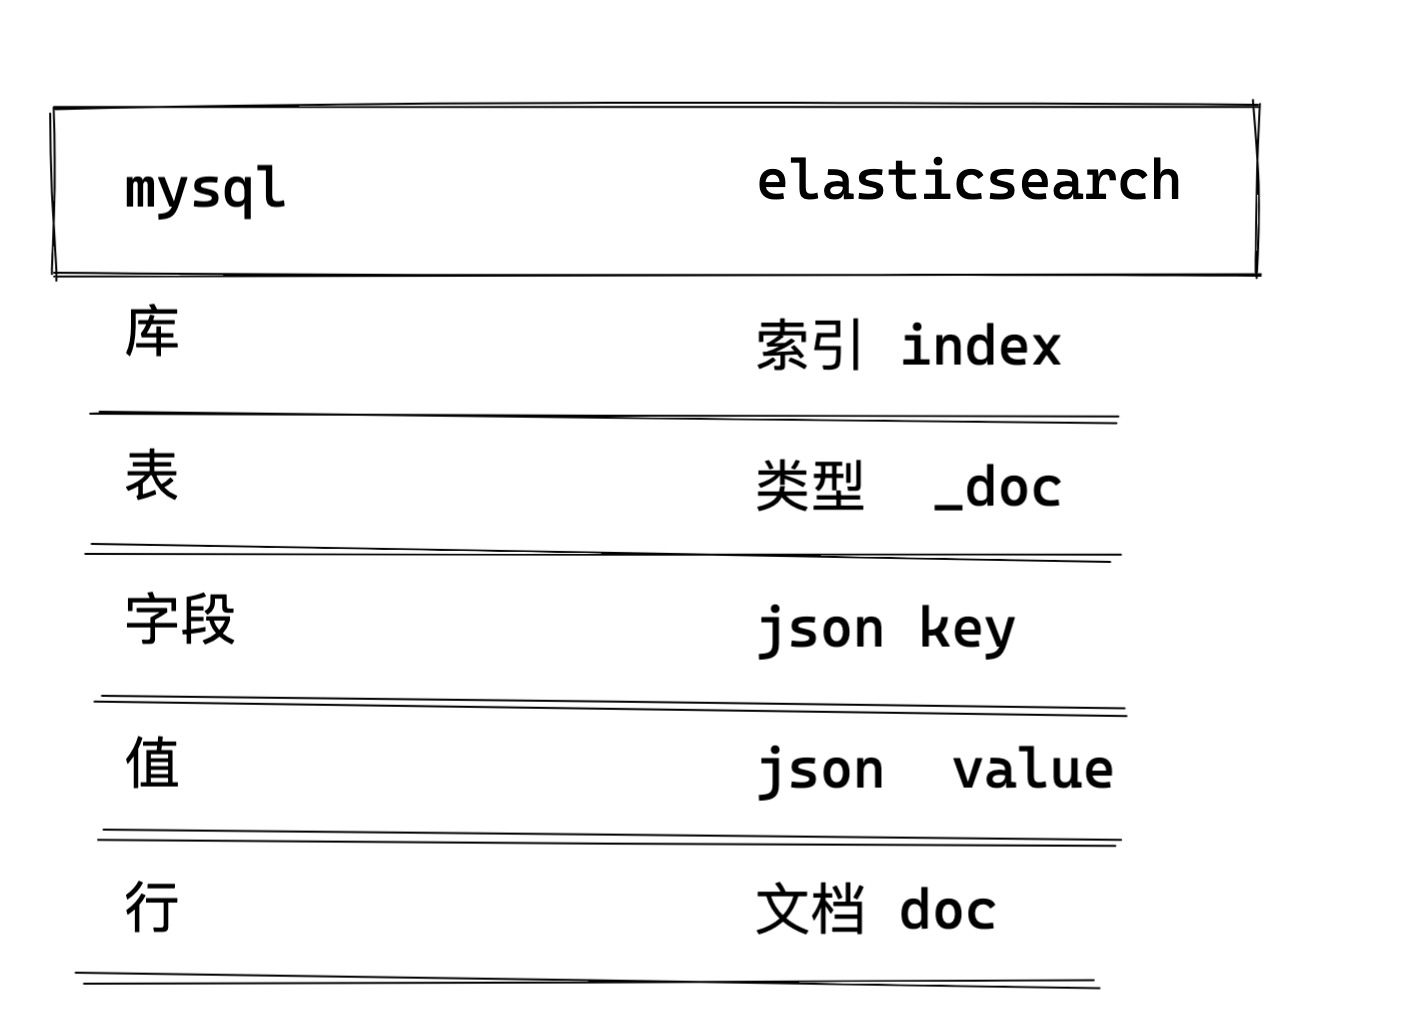 mysql elasticsearch
库 索引 index
表 类型 _doc
字段 json key
值 json value
行 文档 doc